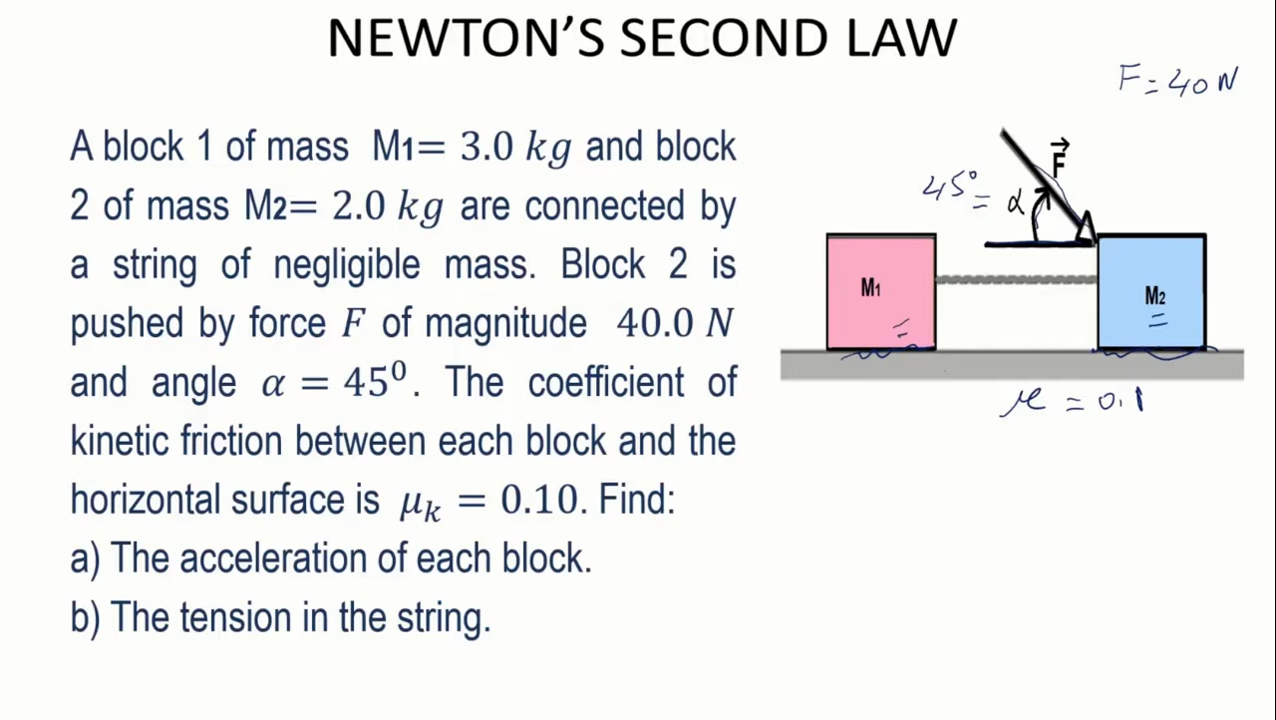 NEWTON'S SECOND LAW
F = 40 N
A block 1 of mass M1= 3.0 kg and block
2 of mass M2= 2.0 kg are connected by
a string of negligible mass. Block 2 is
pushed by force F of magnitude 40.0 N
and angle α = 45⁰. The coefficient of
kinetic friction between each block and the
horizontal surface is μₖ = 0.10. Find:
a) The acceleration of each block.
b) The tension in the string.
F⃗
45° = α
M₁
M₂
μ = 0.1